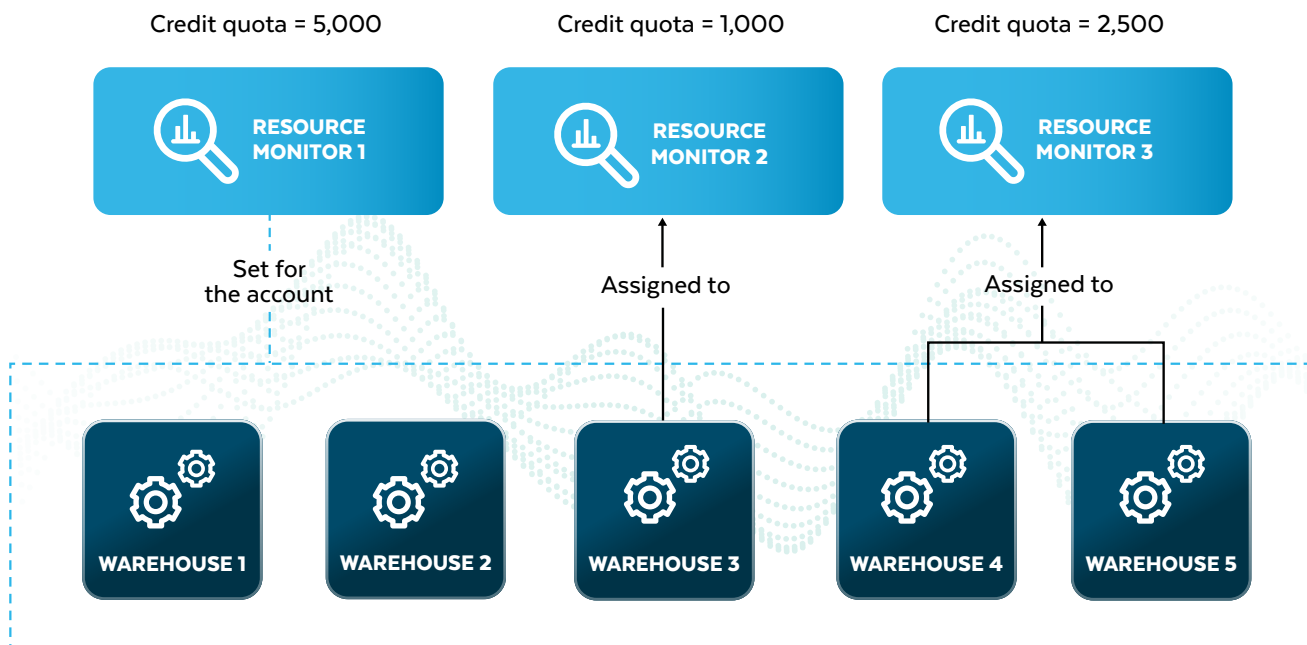 Credit quota = 5,000
Credit quota = 1,000
Credit quota = 2,500
RESOURCE
MONITOR 1
RESOURCE
MONITOR 2
RESOURCE
MONITOR 3
Set for
the account
Assigned to
Assigned to
WAREHOUSE 1
WAREHOUSE 2
WAREHOUSE 3
WAREHOUSE 4
WAREHOUSE 5